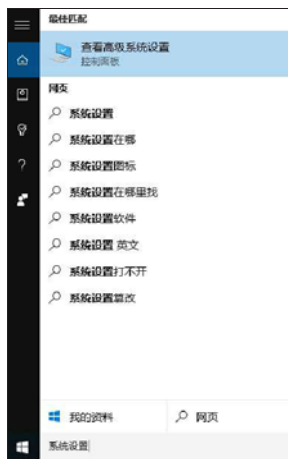 最佳匹配
查看高级系统设置
控制面板
网页
系统设置
系统设置在哪
系统设置图标
系统设置在哪里找
系统设置软件
系统设置 英文
系统设置打不开
系统设置篡改
我的资料
网页
系统设置